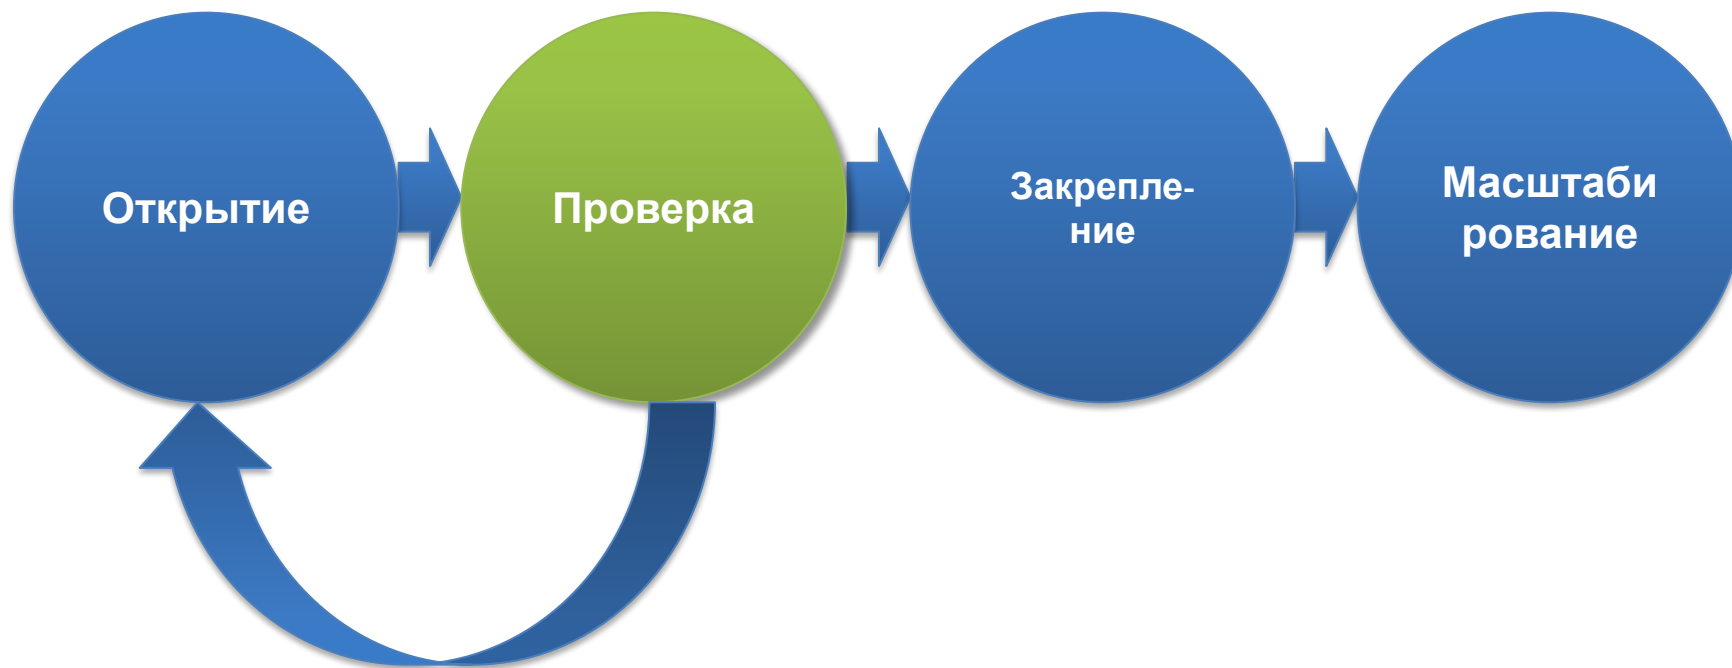 Открытие
Проверка
Закрепле-
ние
Масштаби
рование